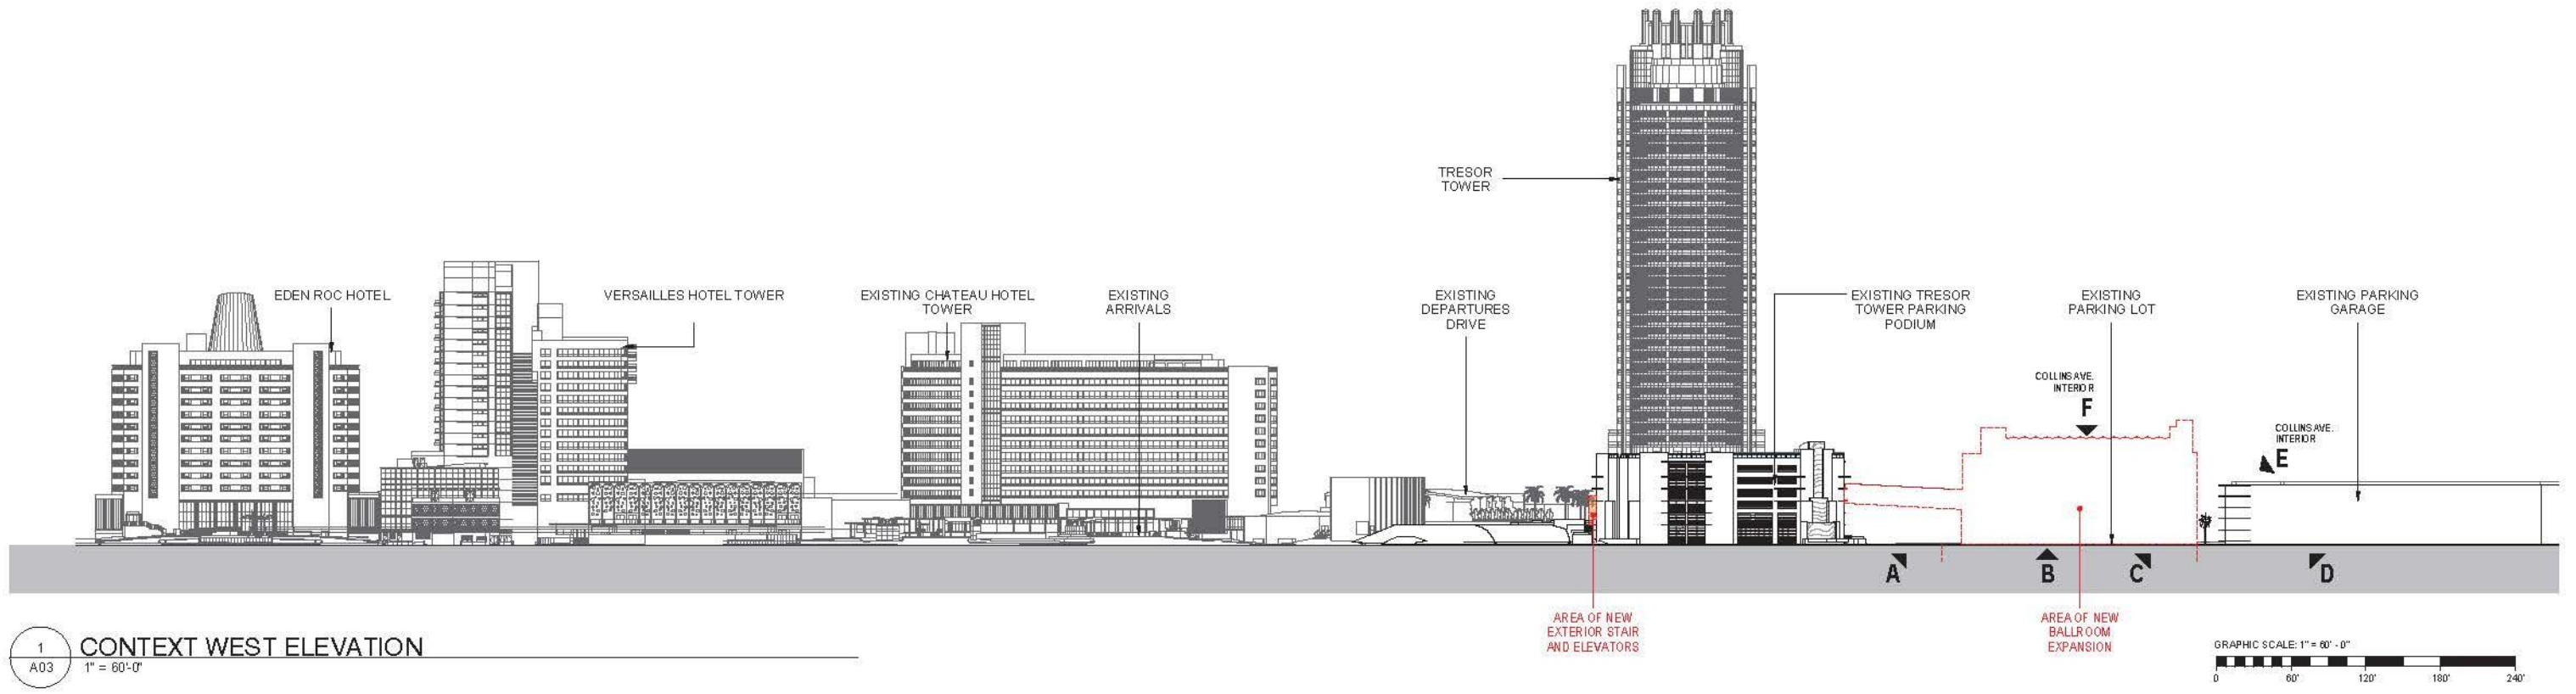 TRESOR
TOWER
EDEN ROC HOTEL
VERSAILLES HOTEL TOWER
EXISTING CHATEAU HOTEL
TOWER
EXISTING
ARRIVALS
EXISTING
DEPARTURES
DRIVE
EXISTING TRESOR
TOWER PARKING
PODIUM
EXISTING
PARKING LOT
EXISTING PARKING
GARAGE
COLLINS AVE.
INTERIOR
F
COLLINS AVE.
INTERIOR
E
A
B
C
D
AREA OF NEW
EXTERIOR STAIR
AND ELEVATORS
AREA OF NEW
BALLROOM
EXPANSION
1
A03
CONTEXT WEST ELEVATION
1" = 60'-0"
GRAPHIC SCALE: 1" = 60' - 0"
0 60' 120' 180' 240'